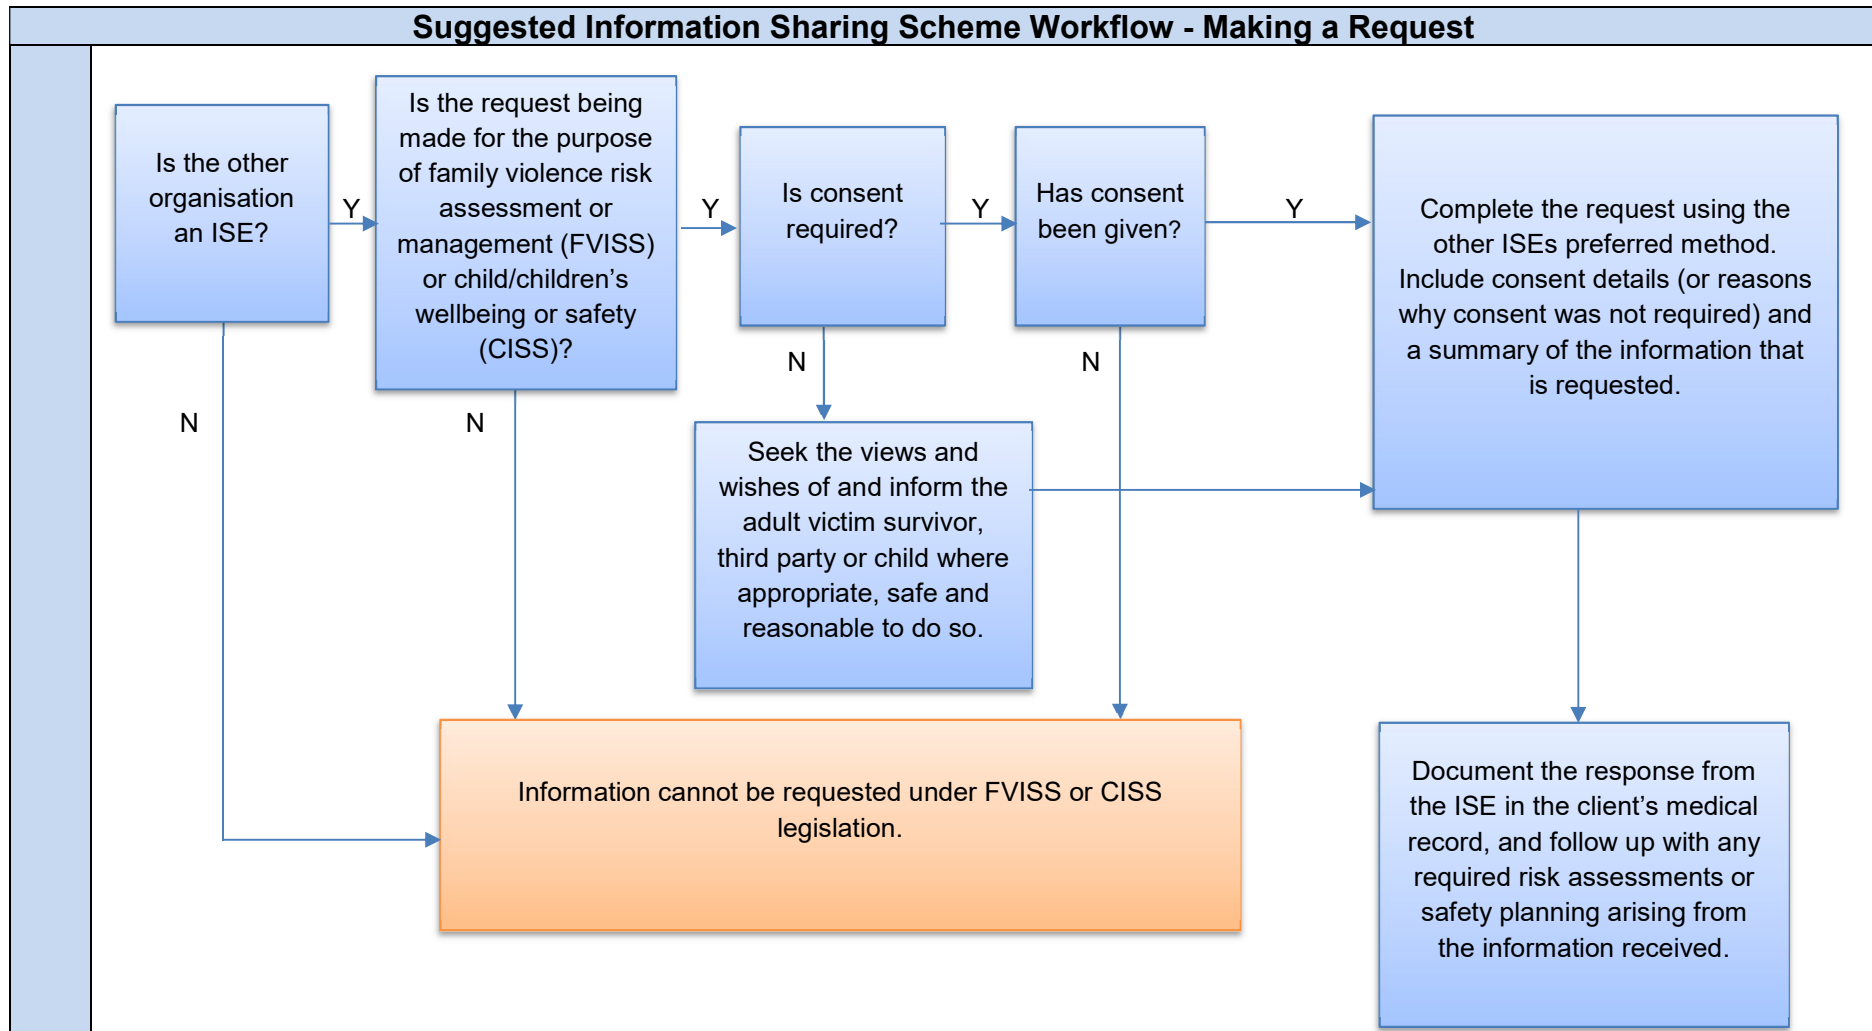 Suggested Information Sharing Scheme Workflow - Making a Request
Is the other
organisation
an ISE?
Y
N
Is the request being
made for the purpose
of family violence risk
assessment or
management (FVISS)
or child/children’s
wellbeing or safety
(CISS)?
Y
N
Is consent
required?
Y
N
Has consent
been given?
Y
N
Complete the request using the
other ISEs preferred method.
Include consent details (or reasons
why consent was not required) and
a summary of the information that
is requested.
Seek the views and
wishes of and inform the
adult victim survivor,
third party or child where
appropriate, safe and
reasonable to do so.
Information cannot be requested under FVISS or CISS
legislation.
Document the response from
the ISE in the client’s medical
record, and follow up with any
required risk assessments or
safety planning arising from
the information received.